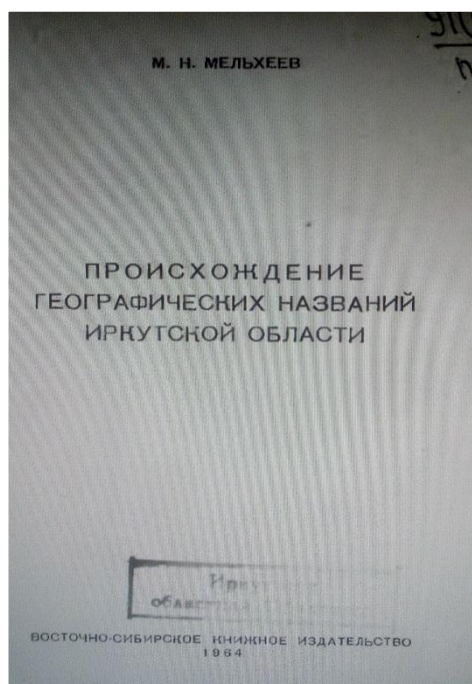 М. Н. МЕЛЬХЕЕВ
ПРОИСХОЖДЕНИЕ
ГЕОГРАФИЧЕСКИХ НАЗВАНИЙ
ИРКУТСКОЙ ОБЛАСТИ
ВОСТОЧНО-СИБИРСКОЕ КНИЖНОЕ ИЗДАТЕЛЬСТВО
1964